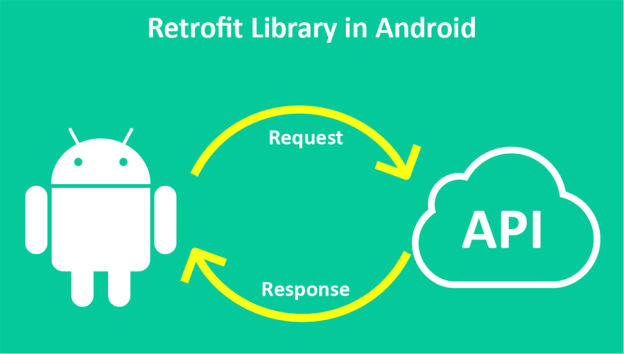 Retrofit Library in Android
Request
API
Response